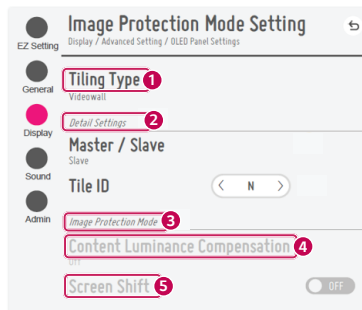 Image Protection Mode Setting
Display / Advanced Setting / OLED Panel Settings
EZ Setting
General
Display
Sound
Admin
Tiling Type 1
Videowall
Detail Settings 2
Master / Slave
Slave
Tile ID
N
Image Protection Mode 3
Content Luminance Compensation 4
Off
Screen Shift 5
OFF